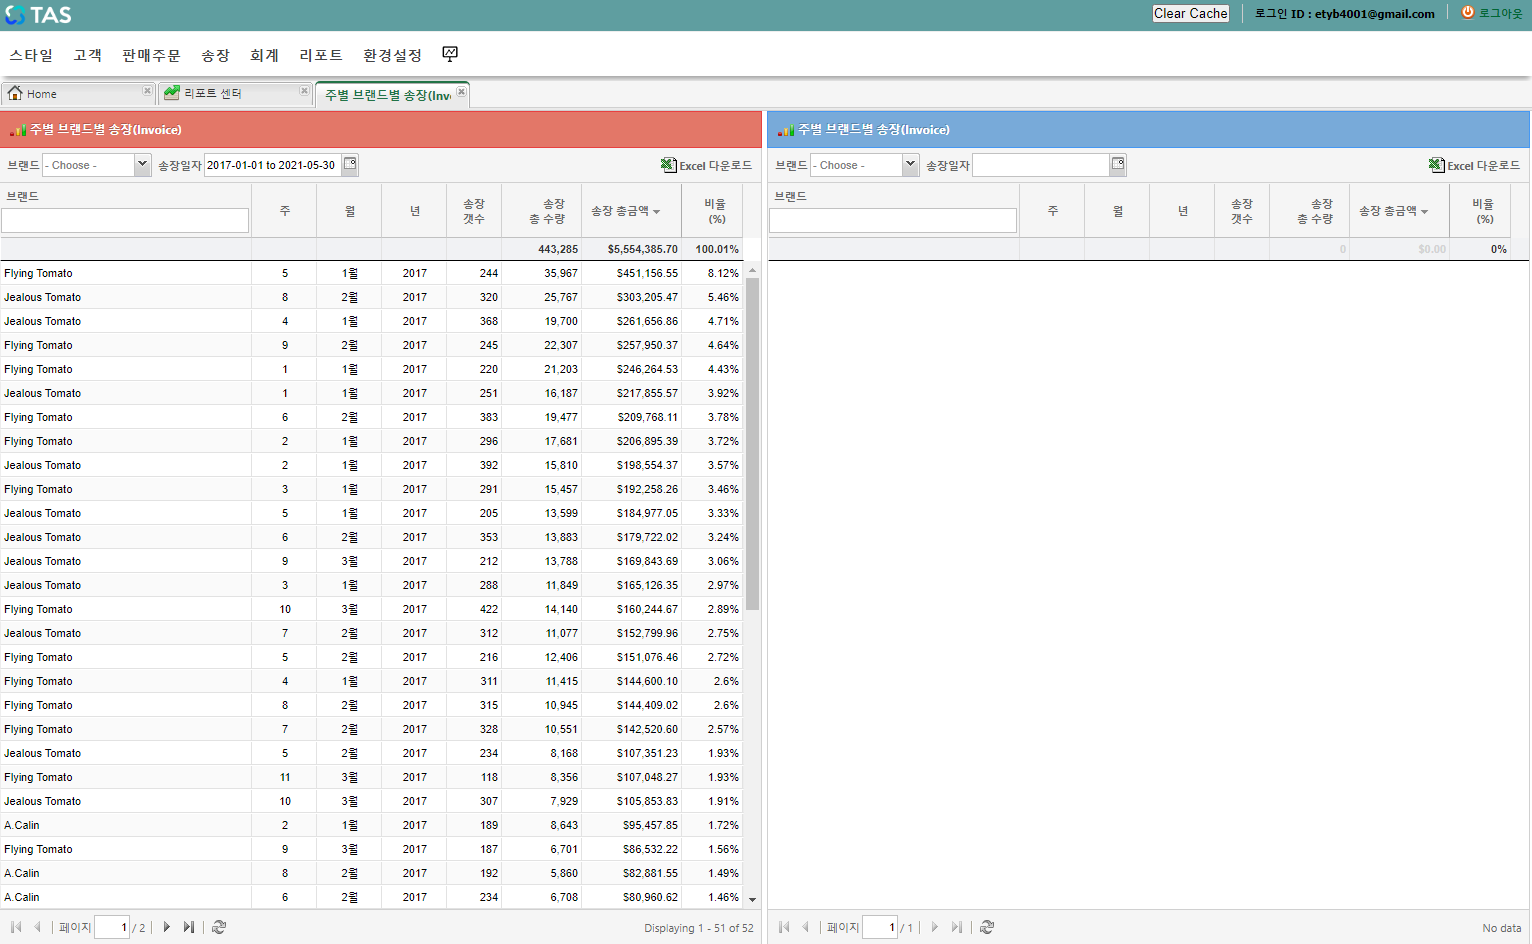 TAS
Clear Cache
로그인 ID : etyb4001@gmail.com
로그아웃
스타일 고객 판매주문 송장 회계 리포트 환경설정
Home
리포트 센터
주별 브랜드별 송장(Inv
주별 브랜드별 송장(Invoice)
브랜드 - Choose - 송장일자 2017-01-01 to 2021-05-30 Excel 다운로드
브랜드 주 월 년 송장 갯수 송장 총 수량 송장 총금액 비율 (%)
443,285 $5,554,385.70 100.01%
Flying Tomato 5 1월 2017 244 35,967 $451,156.55 8.12%
Jealous Tomato 8 2월 2017 320 25,767 $303,205.47 5.46%
Jealous Tomato 4 1월 2017 368 19,700 $261,656.86 4.71%
Flying Tomato 9 2월 2017 245 22,307 $257,950.37 4.64%
Flying Tomato 1 1월 2017 220 21,203 $246,264.53 4.43%
Jealous Tomato 1 1월 2017 251 16,187 $217,855.57 3.92%
Flying Tomato 6 2월 2017 383 19,477 $209,768.11 3.78%
Flying Tomato 2 1월 2017 296 17,681 $206,895.39 3.72%
Jealous Tomato 2 1월 2017 392 15,810 $198,554.37 3.57%
Flying Tomato 3 1월 2017 291 15,457 $192,258.26 3.46%
Jealous Tomato 5 1월 2017 205 13,599 $184,977.05 3.33%
Jealous Tomato 6 2월 2017 353 13,883 $179,722.02 3.24%
Jealous Tomato 9 3월 2017 212 13,788 $169,843.69 3.06%
Jealous Tomato 3 1월 2017 288 11,849 $165,126.35 2.97%
Flying Tomato 10 3월 2017 422 14,140 $160,244.67 2.89%
Jealous Tomato 7 2월 2017 312 11,077 $152,799.96 2.75%
Flying Tomato 5 2월 2017 216 12,406 $151,076.46 2.72%
Flying Tomato 4 1월 2017 311 11,415 $144,600.10 2.6%
Flying Tomato 8 2월 2017 315 10,945 $144,409.02 2.6%
Flying Tomato 7 2월 2017 328 10,551 $142,520.60 2.57%
Jealous Tomato 5 2월 2017 234 8,168 $107,351.23 1.93%
Flying Tomato 11 3월 2017 118 8,356 $107,048.27 1.93%
Jealous Tomato 10 3월 2017 307 7,929 $105,853.83 1.91%
A.Calin 2 1월 2017 189 8,643 $95,457.85 1.72%
Flying Tomato 9 3월 2017 187 6,701 $86,532.22 1.56%
A.Calin 8 2월 2017 192 5,860 $82,881.55 1.49%
A.Calin 6 2월 2017 234 6,708 $80,960.62 1.46%
페이지 1 / 2 Displaying 1 - 51 of 52
주별 브랜드별 송장(Invoice)
브랜드 - Choose - 송장일자 Excel 다운로드
브랜드 주 월 년 송장 갯수 송장 총 수량 송장 총금액 비율 (%)
0 $0.00 0%
페이지 1 / 1 No data